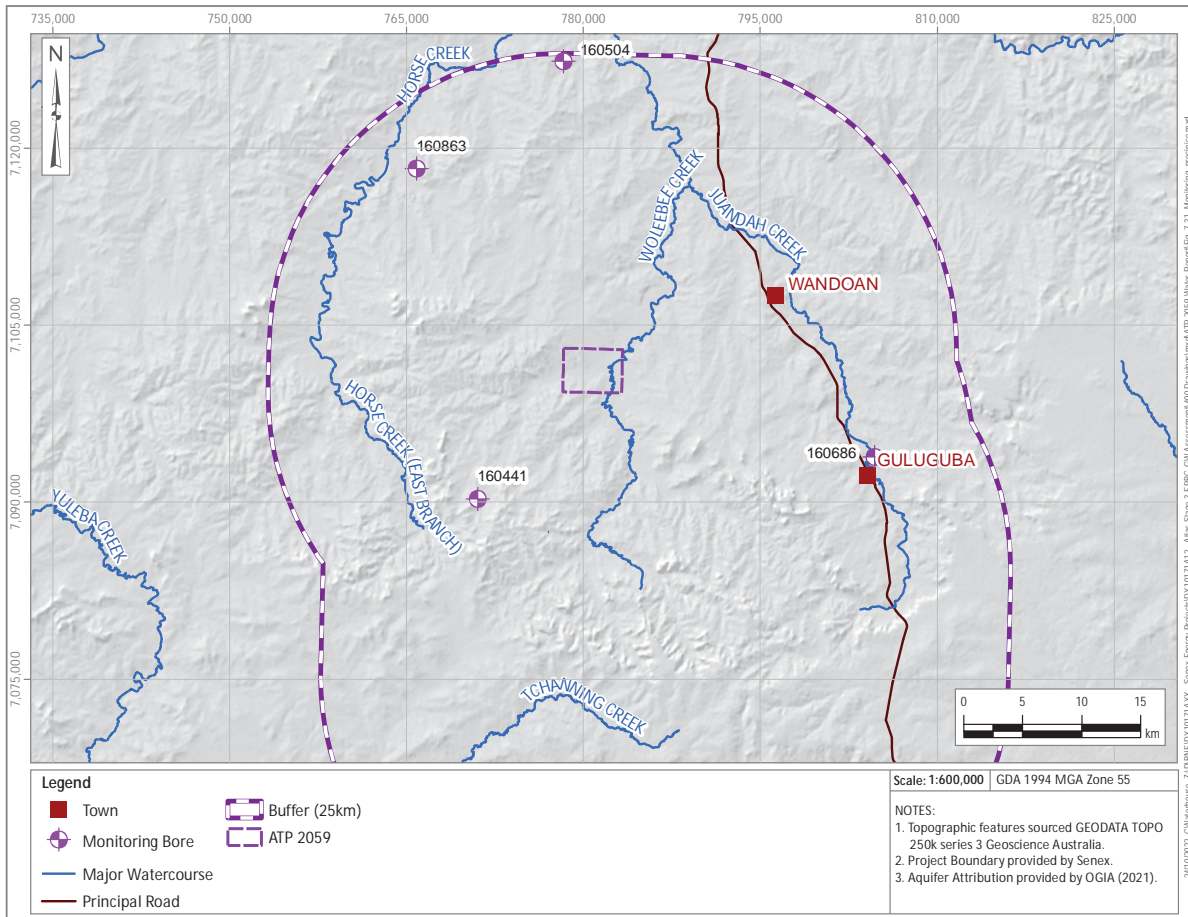 735,000
750,000
765,000
780,000
795,000
810,000
825,000
N
HORSE CREEK
160504
7,120,000
160863
WOLEEBEE CREEK
JUANDAH CREEK
WANDOAN
7,105,000
HORSE CREEK (EAST BRANCH)
160686
GULUGUBA
160441
7,090,000
YULEBA CREEK
7,075,000
TCHANNING CREEK
0 5 10 15
km
Legend
Town
Monitoring Bore
Major Watercourse
Principal Road
Buffer (25km)
ATP 2059
Scale: 1:600,000
GDA 1994 MGA Zone 55
NOTES:
1. Topographic features sourced GEODATA TOPO
250k series 3 Geoscience Australia.
2. Project Boundary provided by Senex.
3. Aquifer Attribution provided by OGIA (2021).